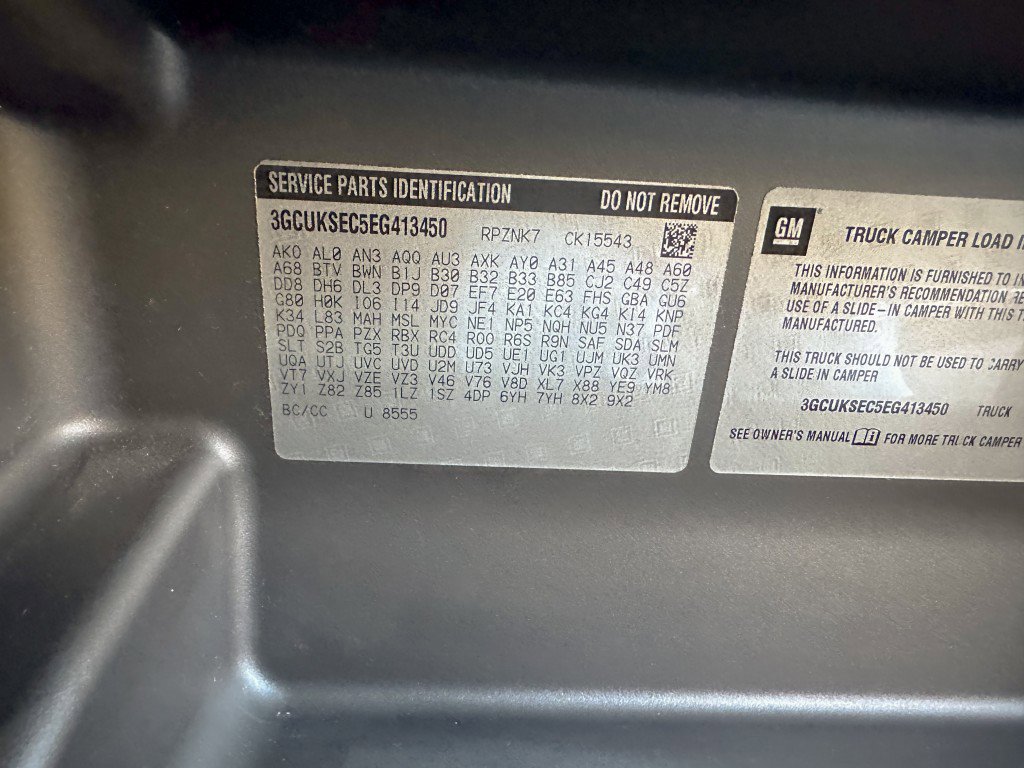 SERVICE PARTS IDENTIFICATION DO NOT REMOVE
3GCUKSEC5EG413450 RPZNK7 CK15543
AKO AL0 AN3 AQQ AU3 AXK AY0 A31 A45 A48 A60
A68 BTV BWN B1J B30 B32 B33 B85 CJ2 C49 C5Z
DD8 DH6 DL3 DP9 D07 EF7 E20 E63 FHS GBA GU6
G80 H0K IO6 I14 JD9 JF4 KA1 KC4 KG4 KI4 KNP
K34 L83 MAH MSL MYC NE1 NP5 NQH NU5 N37 PDF
PDQ PPA PZX RBX RC4 R00 R6S R9N SAF SDA SLM
SLT S2B TG5 T3U UDD UD5 UE1 UG1 UJM UK3 UMN
UQA UTJ UVC UVD U2M U73 VJH VK3 VPZ VQZ VRK
VT7 VXJ VZE VZ3 V46 V76 V8D XL7 X88 YE9 YM8
ZY1 Z82 Z85 1LZ 1SZ 4DP 6YH 7YH 8X2 9X2
BC/CC U 8555
GM
TRUCK CAMPER LOAD
THIS INFORMATION IS FURNISHED TO
MANUFACTURER'S RECOMMENDATION
USE OF A SLIDE-IN CAMPER WITH THIS
MANUFACTURED.
THIS TRUCK SHOULD NOT BE USED TO CARRY
A SLIDE IN CAMPER
3GCUKSEC5EG413450 TRUCK
SEE OWNER'S MANUAL FOR MORE TRUCK CAMPER